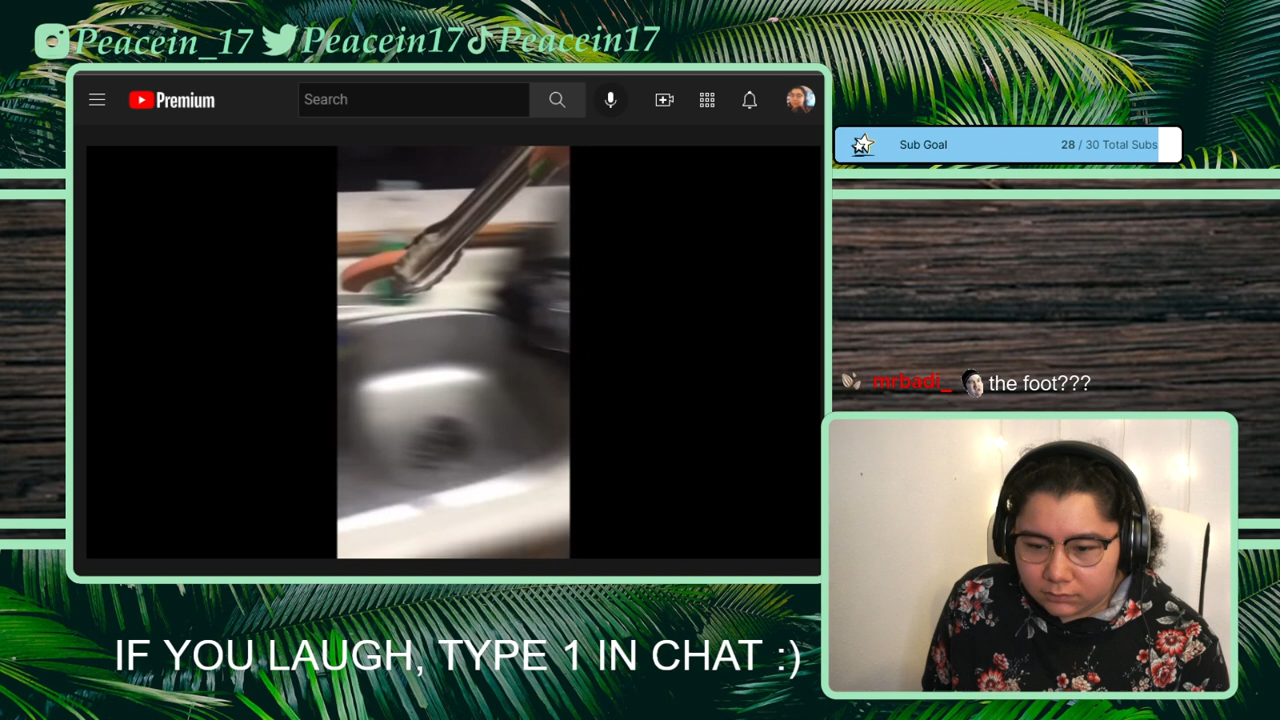 Peacein_17 Peacein17 Peacein17
Premium
Search
Sub Goal 28 / 30 Total Subs
mrbadi_ the foot???
IF YOU LAUGH, TYPE 1 IN CHAT :)